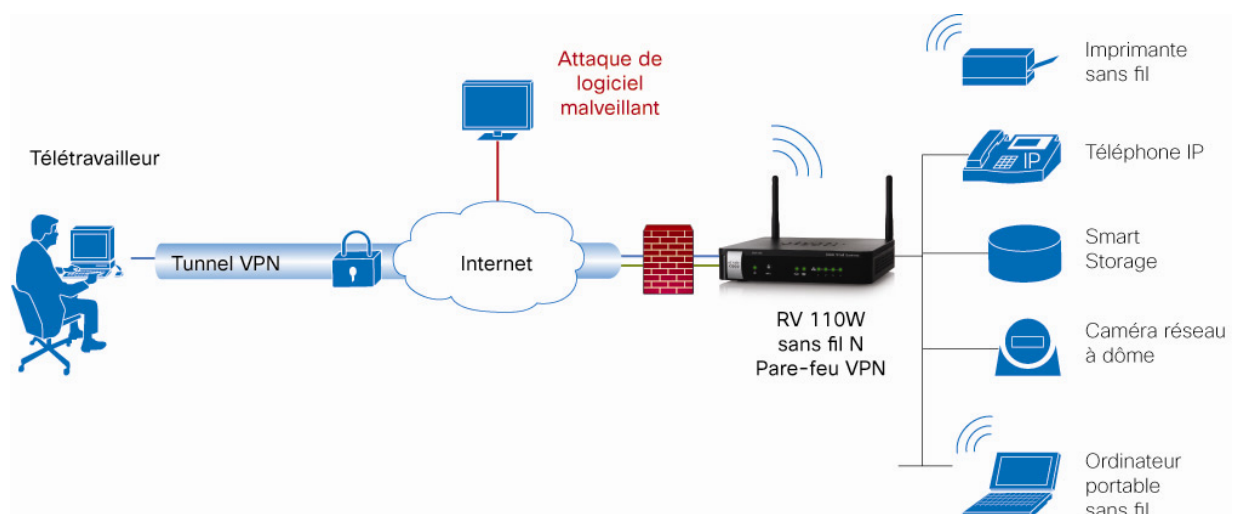 Télétravailleur
Tunnel VPN
Attaque de
logiciel
malveillant
Internet
RV 110W
sans fil N
Pare-feu VPN
Imprimante
sans fil
Téléphone IP
IP
Smart
Storage
Caméra réseau
à dôme
Ordinateur
portable
sans fil